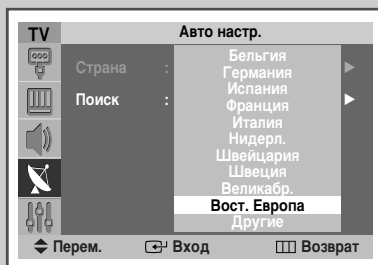 TV Авто настр.
Бельгия
Страна : Германия
Испания
Поиск : Франция
Италия
Нидерл.
Швейцария
Швеция
Великабр.
Вост. Европа
Другие
Перем. Вход Возврат